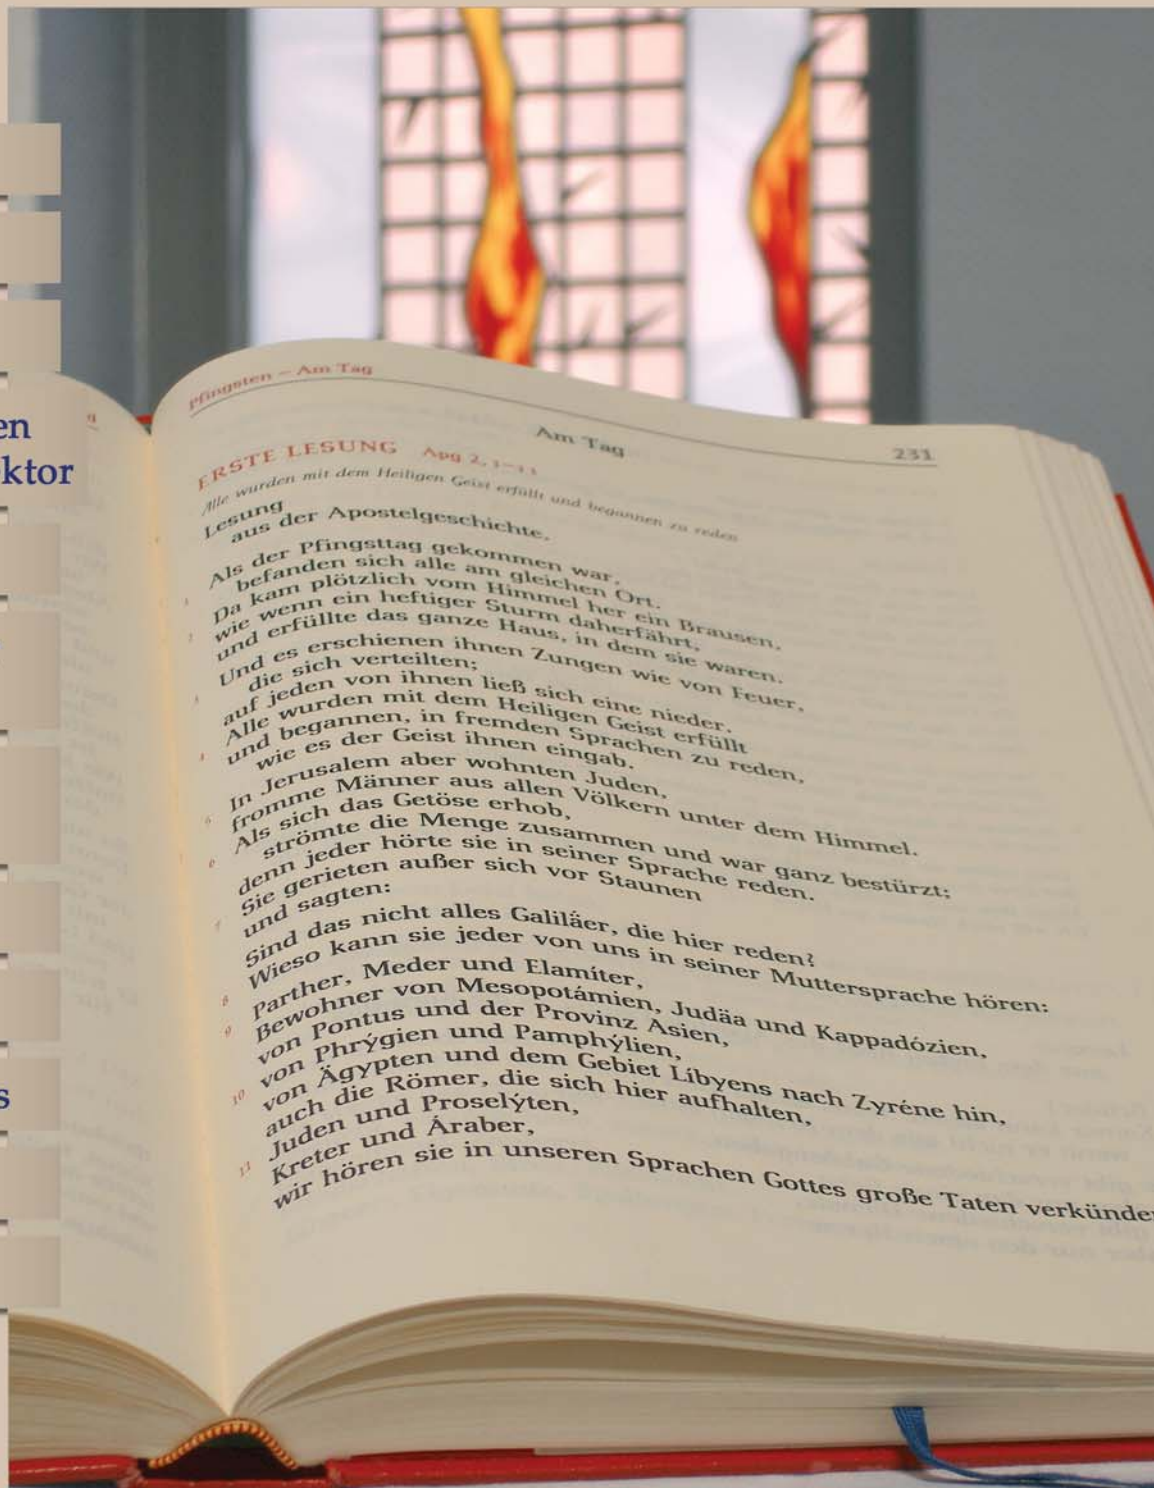 en
ktor
s
Pfingsten – Am Tag
Am Tag
231
ERSTE LESUNG Apg 2, 1–11
Alle wurden mit dem Heiligen Geist erfüllt und begannen zu reden
Lesung
aus der Apostelgeschichte.
Als der Pfingsttag gekommen war,
befanden sich alle am gleichen Ort.
Da kam plötzlich vom Himmel her ein Brausen,
wie wenn ein heftiger Sturm daherfährt,
und erfüllte das ganze Haus, in dem sie waren.
Und es erschienen ihnen Zungen wie von Feuer,
die sich verteilten;
auf jeden von ihnen ließ sich eine nieder.
Alle wurden mit dem Heiligen Geist erfüllt
und begannen, in fremden Sprachen zu reden,
wie es der Geist ihnen eingab.
In Jerusalem aber wohnten Juden,
fromme Männer aus allen Völkern unter dem Himmel.
Als sich das Getöse erhob,
strömte die Menge zusammen und war ganz bestürzt;
denn jeder hörte sie in seiner Sprache reden.
Sie gerieten außer sich vor Staunen
und sagten:
Sind das nicht alles Galiläer, die hier reden?
Wieso kann sie jeder von uns in seiner Muttersprache hören:
8 Parther, Meder und Elamíter,
9 Bewohner von Mesopotámien, Judäa und Kappadózien,
von Pontus und der Provinz Asien,
10 von Phrýgien und Pamphýlien,
von Ägypten und dem Gebiet Líbyens nach Zyréne hin,
auch die Römer, die sich hier aufhalten,
11 Juden und Proselýten,
Kreter und Áraber,
wir hören sie in unseren Sprachen Gottes große Taten verkünde